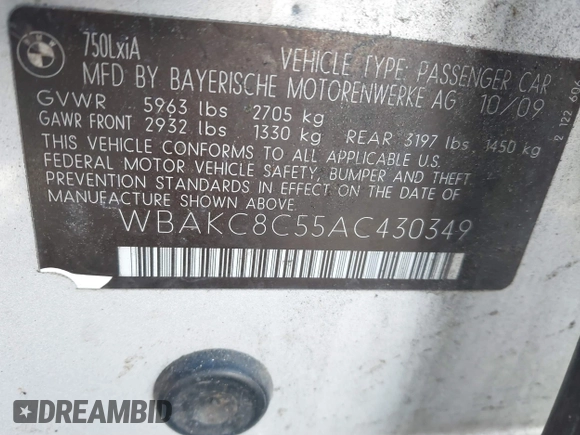 BMW
750LxiA
VEHICLE TYPE: PASSENGER CAR
MFD BY BAYERISCHE MOTORENWERKE AG 10/09
GVWR 5963 lbs 2705 kg
GAWR FRONT 2932 lbs 1330 kg REAR 3197 lbs, 1450 kg
THIS VEHICLE CONFORMS TO ALL APPLICABLE U.S.
FEDERAL MOTOR VEHICLE SAFETY, BUMPER AND THEFT
PREVENTION STANDARDS IN EFFECT ON THE DATE OF
MANUFACTURE SHOWN ABOVE
WBAKC8C55AC430349
DREAMBID